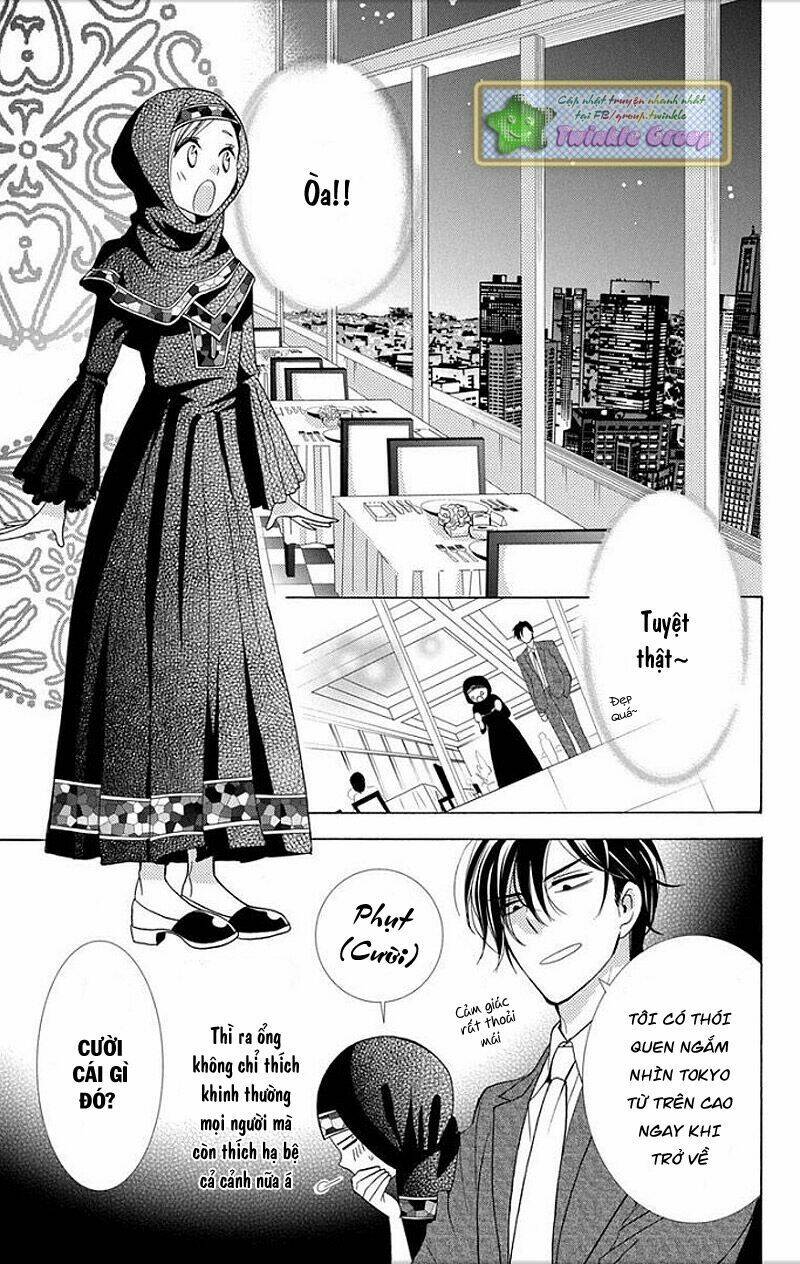 Cập nhật truyện nhanh nhất
tại FB/group.twinkle
Twinkle Group
Òa!!
Tuyệt
thật~
Đẹp
quá~
TÔI CÓ THÓI
QUEN NGẮM
NHÌN TOKYO
TỪ TRÊN CAO
NGAY KHI
TRỞ VỀ
Cảm giác
rất thoải
mái
Phụt
(Cười)
Thì ra ổng
không chỉ thích
khinh thường
mọi người mà
còn thích hạ bệ
cả cảnh nữa á
CƯỜI
CÁI GÌ
ĐÓ?